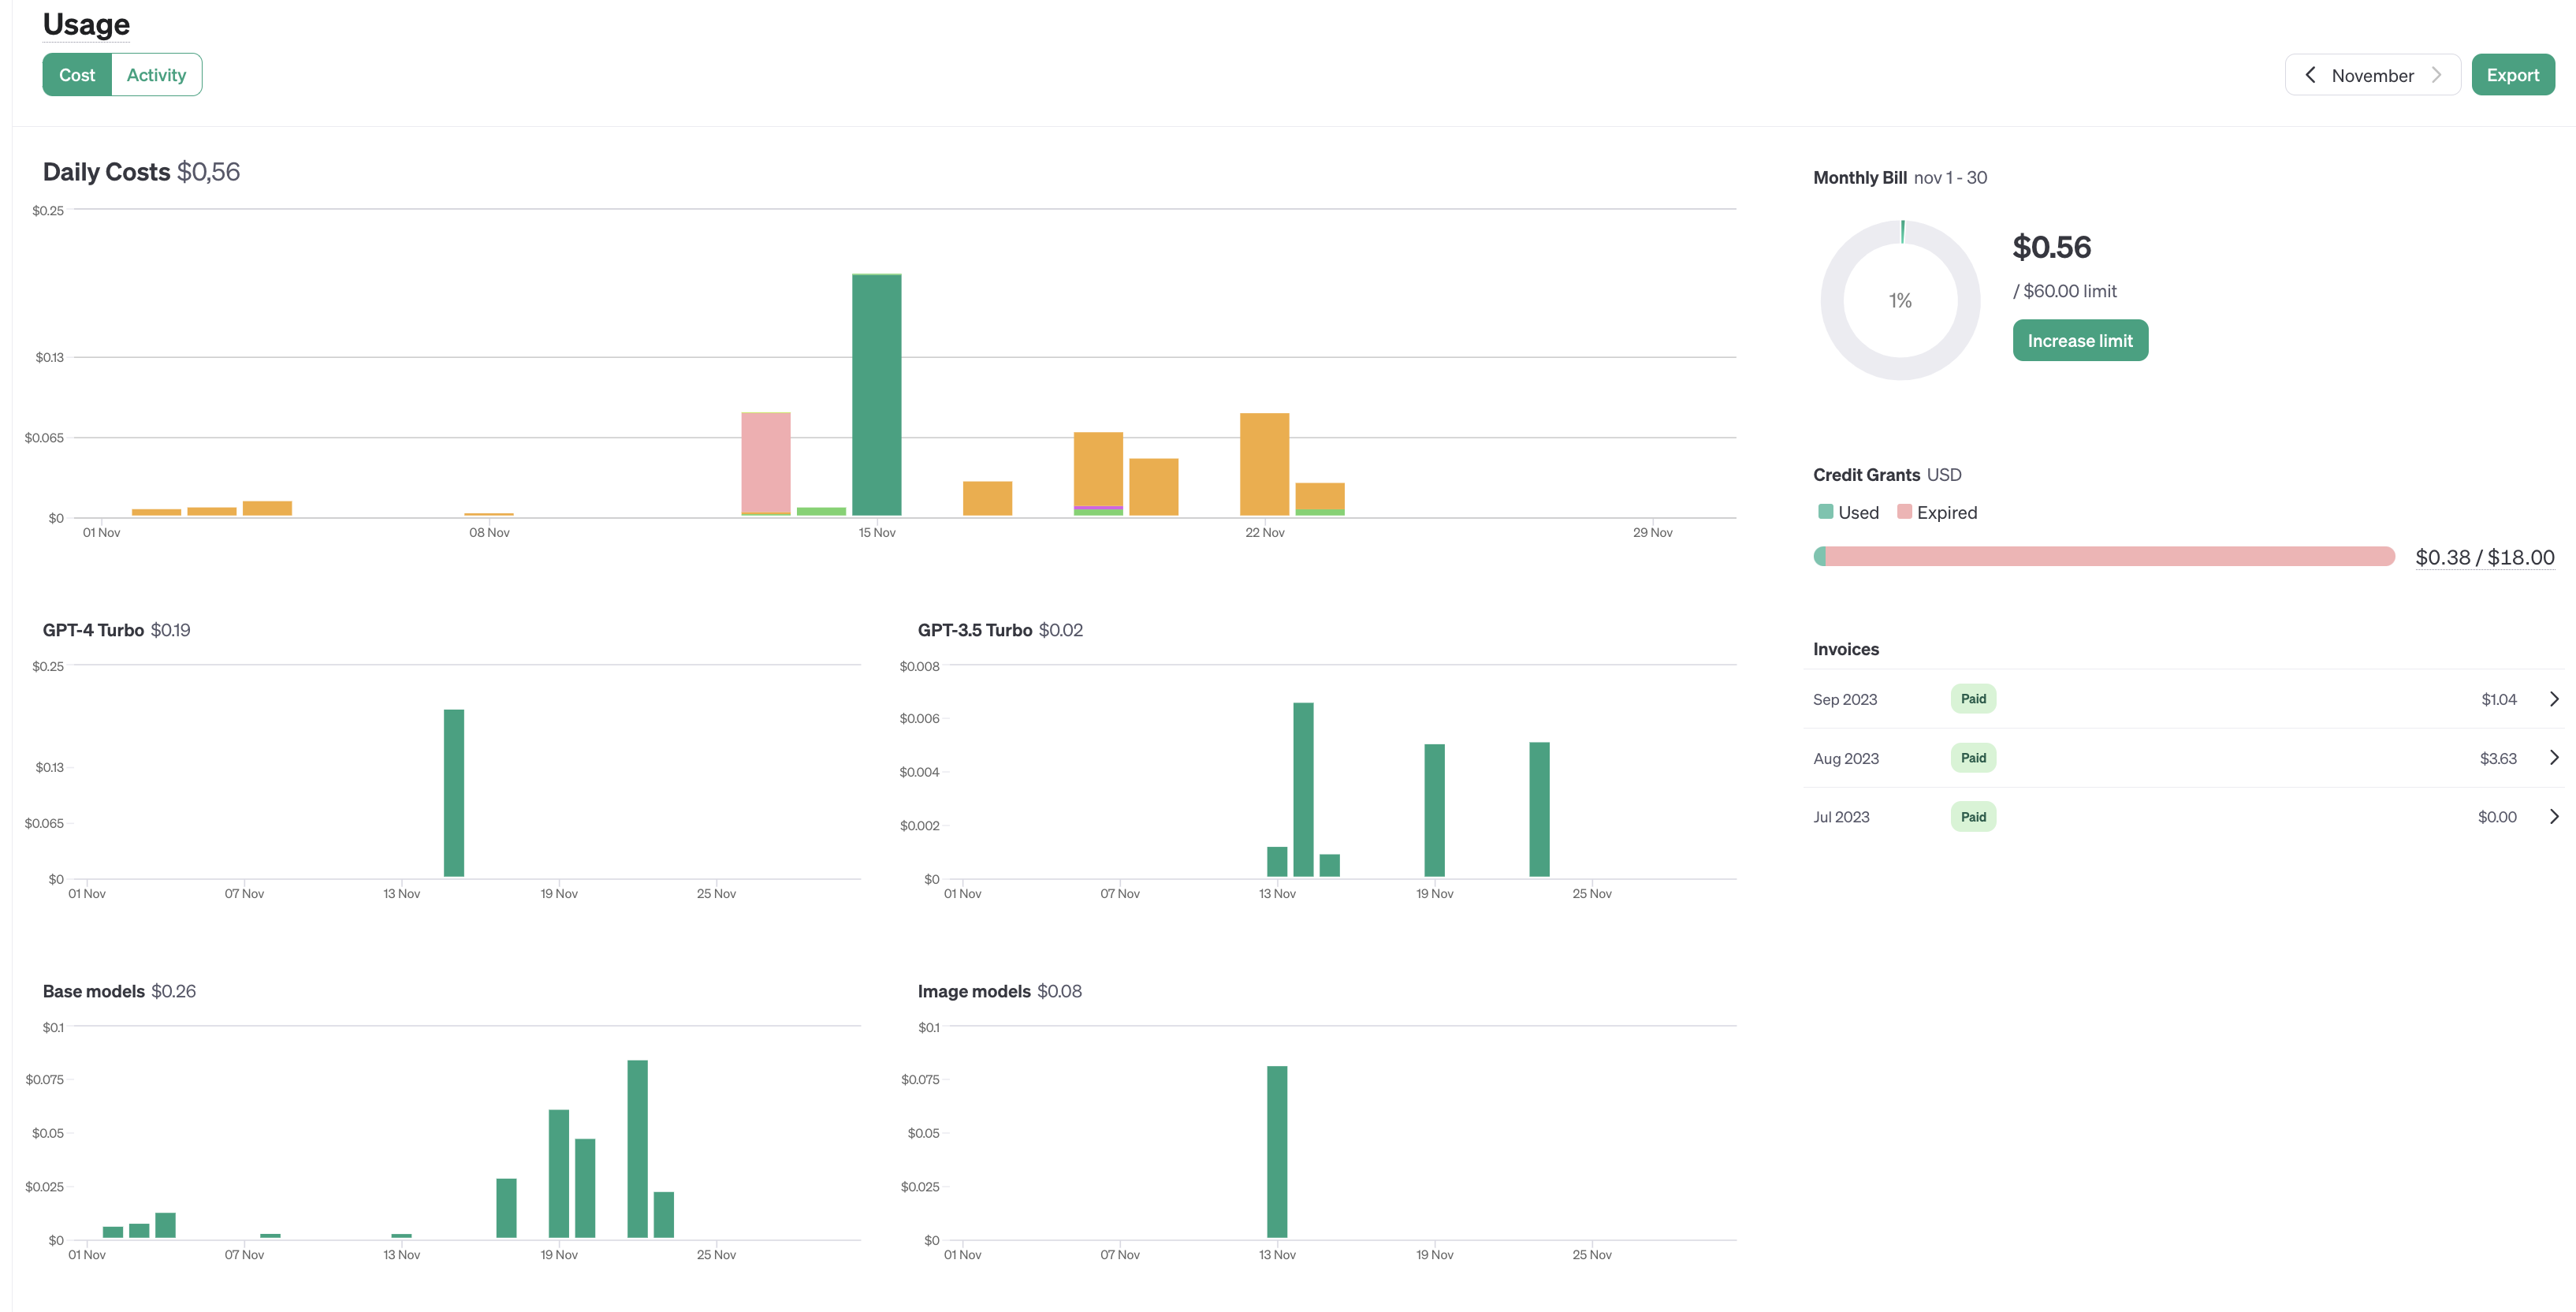 Usage
Cost Activity
November Export
Daily Costs $0,56
$0.25
$0.13
$0.065
$0
01 Nov 08 Nov 15 Nov 22 Nov 29 Nov
Monthly Bill nov 1 - 30
1%
$0.56
/ $60.00 limit
Increase limit
Credit Grants USD
Used Expired
$0.38 / $18.00
Invoices
Sep 2023 Paid $1.04
Aug 2023 Paid $3.63
Jul 2023 Paid $0.00
GPT-4 Turbo $0.19
$0.25
$0.13
$0.065
$0
01 Nov 07 Nov 13 Nov 19 Nov 25 Nov
GPT-3.5 Turbo $0.02
$0.008
$0.006
$0.004
$0.002
$0
01 Nov 07 Nov 13 Nov 19 Nov 25 Nov
Base models $0.26
$0.1
$0.075
$0.05
$0.025
$0
01 Nov 07 Nov 13 Nov 19 Nov 25 Nov
Image models $0.08
$0.1
$0.075
$0.05
$0.025
$0
01 Nov 07 Nov 13 Nov 19 Nov 25 Nov